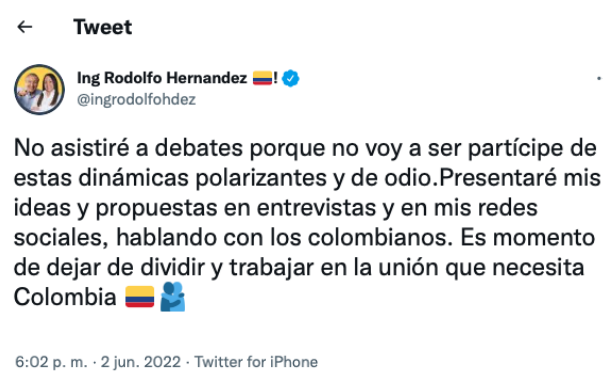 ← Tweet
Ing Rodolfo Hernandez 🇨🇴!
@ingrodolfohdez
No asistiré a debates porque no voy a ser partícipe de
estas dinámicas polarizantes y de odio.Presentaré mis
ideas y propuestas en entrevistas y en mis redes
sociales, hablando con los colombianos. Es momento
de dejar de dividir y trabajar en la unión que necesita
Colombia 🇨🇴🫂
6:02 p. m. · 2 jun. 2022 · Twitter for iPhone